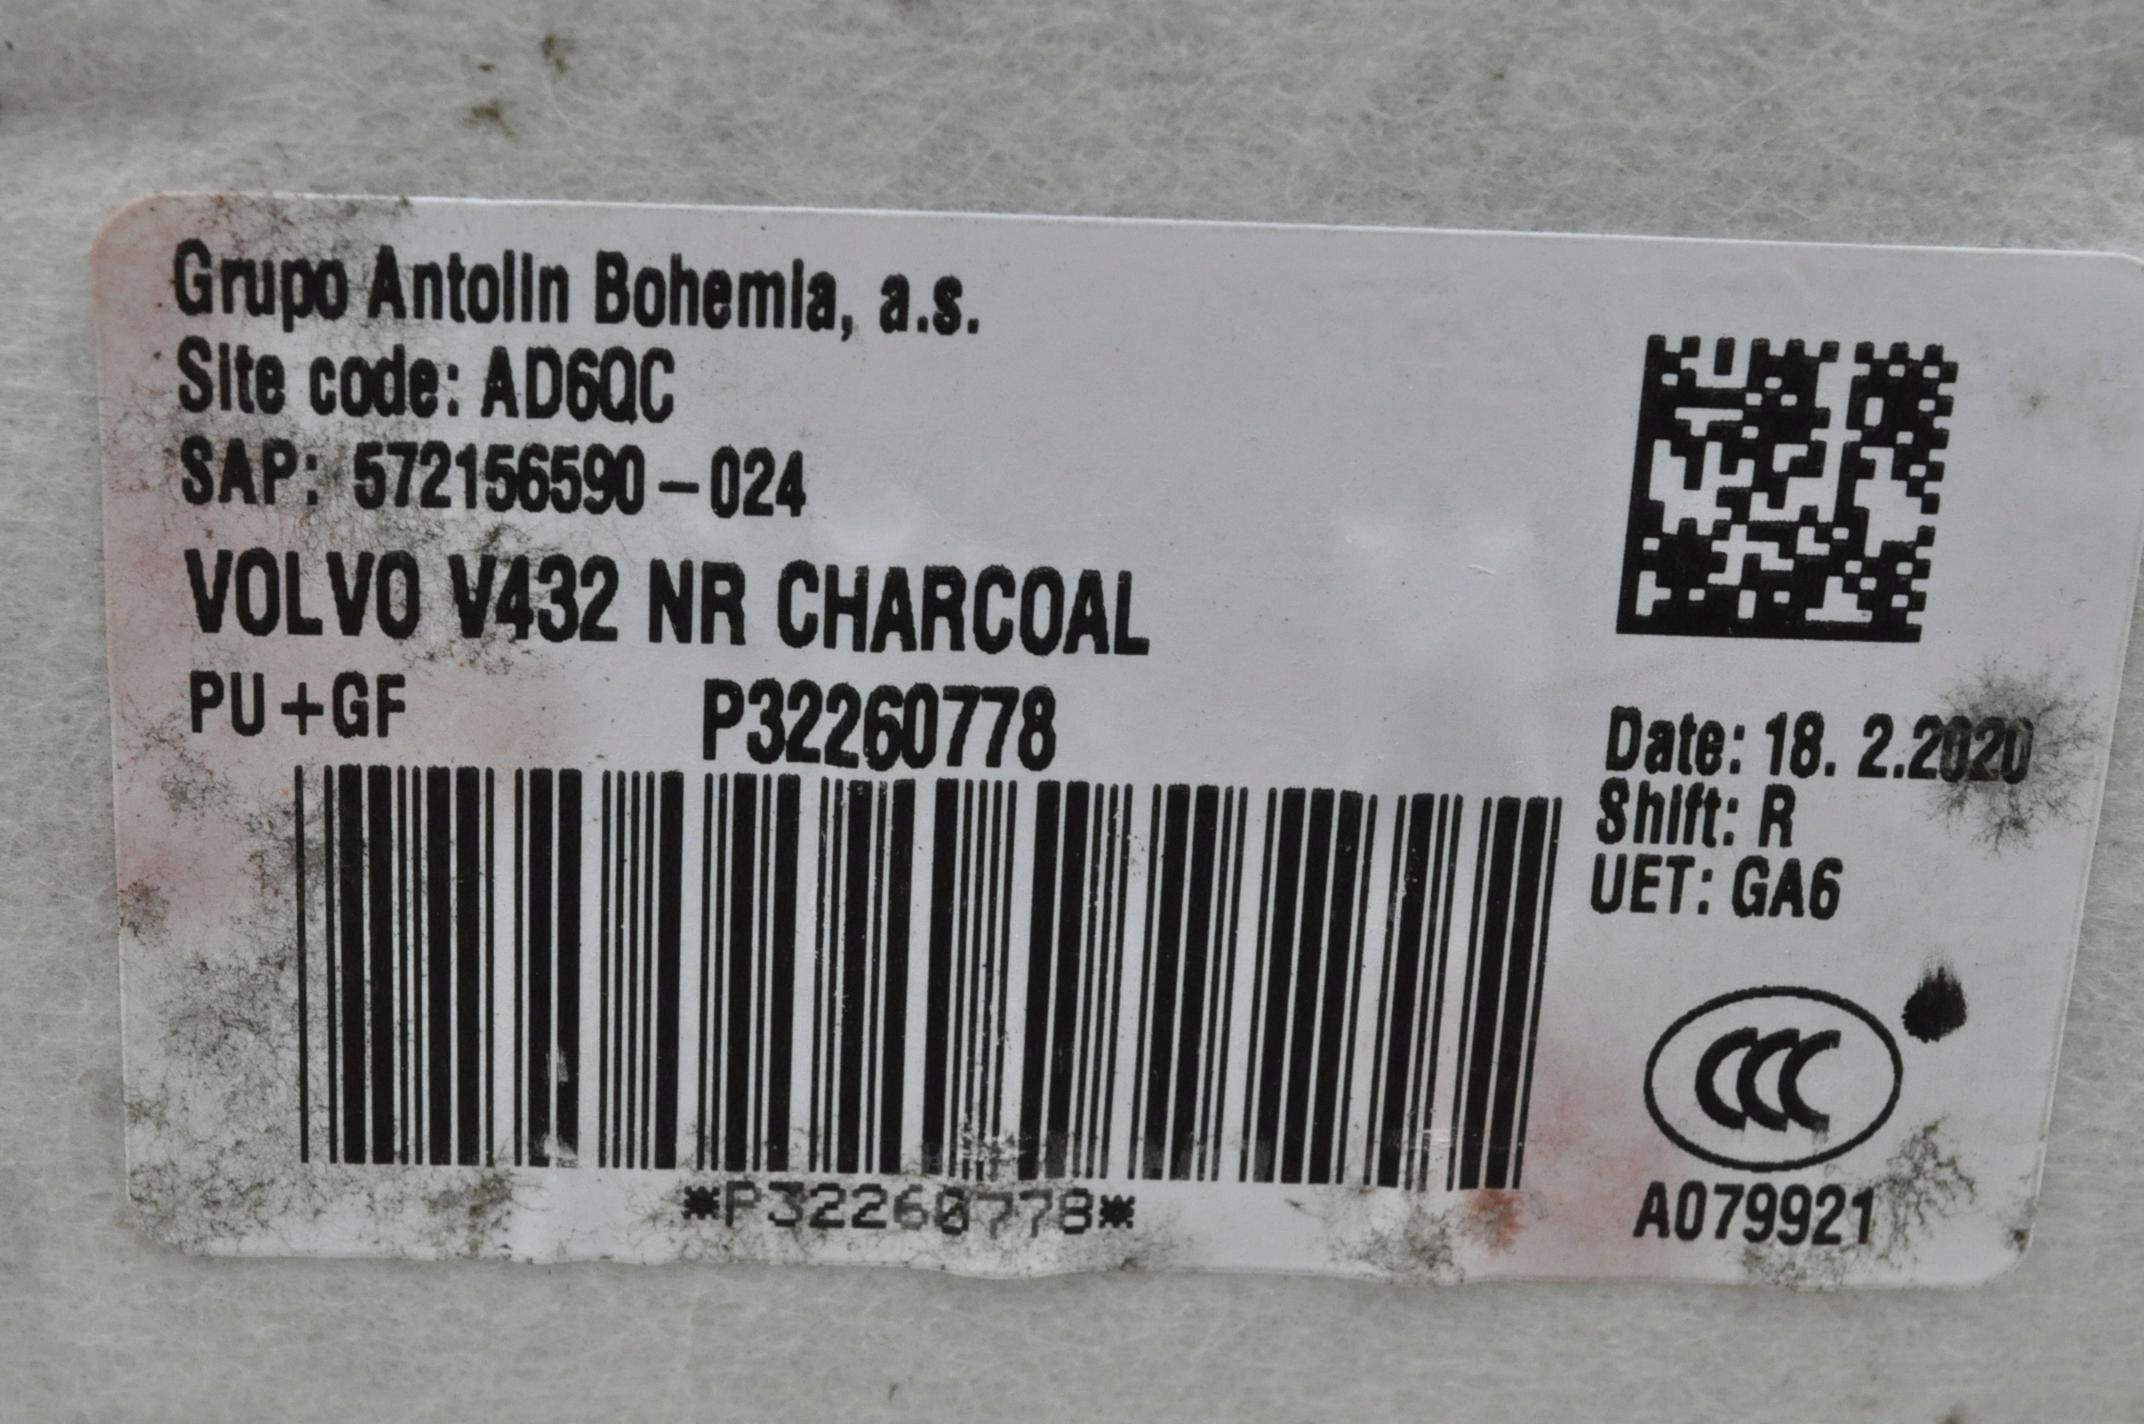 Grupo Antolin Bohemia, a.s.
Site code: AD6QC
SAP: 572156590-024
VOLVO V432 NR CHARCOAL
PU+GF P32260778
*P32260778*
Date: 18. 2.2020
Shift: R
UET: GA6
CCC
A079921